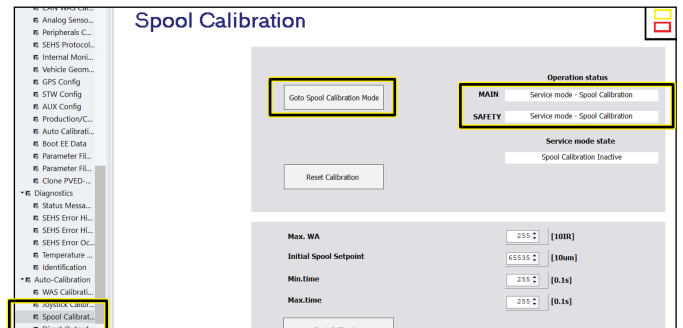 Spool Calibration
Analog Senso...
Peripherals C...
SEHS Protocol...
Internal Moni...
Vehicle Geom...
GPS Config
STW Config
AUX Config
Production/C...
Auto Calibrati...
Boot EE Data
Parameter Fil...
Parameter Fil...
Clone PVED-...
Diagnostics
Status Messa...
SEHS Error Hi...
SEHS Error Hi...
SEHS Error Oc...
Temperature ...
Identification
Auto-Calibration
WAS Calibrati...
Joystick Calibr...
Spool Calibrat...
Goto Spool Calibration Mode
Reset Calibration
Operation status
MAIN Service mode - Spool Calibration
SAFETY Service mode - Spool Calibration
Service mode state
Spool Calibration Inactive
Max. WA 255 [10IR]
Initial Spool Setpoint 65535 [10um]
Min.time 255 [0.1s]
Max.time 255 [0.1s]